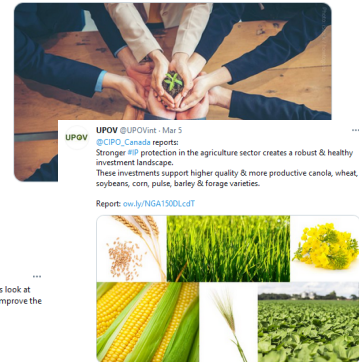 UPOV
UPOV @UPOVint · Mar 5
@CIPO_Canada reports:
Stronger #IP protection in the agriculture sector creates a robust & healthy
investment landscape.
These investments support higher quality & more productive canola, wheat,
soybeans, corn, pulse, barley & forage varieties.
Report: ow.ly/NGA150DLcdT
s look at
mprove the